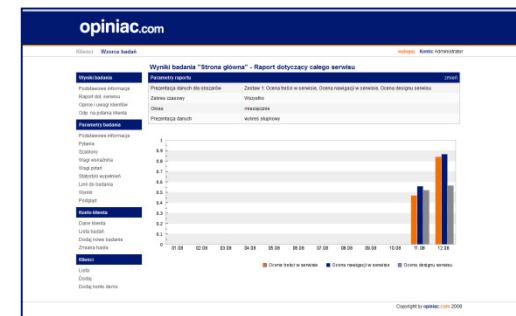 opiniac.com
Klienci Wzorce badań
wyloguj Konto: Administrator
Wyniki badania "Strona główna" - Raport dotyczący całego serwisu
Wyniki badania
Podstawowe informacje
Raport dot. serwisu
Opinie i uwagi klientów
Odp. na pytania klienta
Parametry badania
Podstawowe informacje
Pytania
Szablony
Wagi wskaźnika
Wagi pytań
Statystyki wypełnień
Link do badania
Wyniki
Podgląd
Konto klienta
Dane klienta
Lista badań
Dodaj nowe badanie
Zmiana hasła
Klienci
Lista
Dodaj
Dodaj konto demo
Parametry raportu zmień
Prezentacja danych dla obszarów Zestaw 1: Ocena treści w serwisie, Ocena nawigacji w serwisie, Ocena designu serwisu
Zakres czasowy Wszystko
Okres miesięcznie
Prezentacja danych wykres słupkowy
1
0.9
0.8
0.7
0.6
0.5
0.4
0.3
0.2
0.1
0
01.08 02.08 03.08 04.08 05.08 06.08 07.08 08.08 09.08 10.08 11.08 12.08
Ocena treści w serwisie Ocena nawigacji w serwisie Ocena designu serwisu
Copyright by opiniac.com 2009